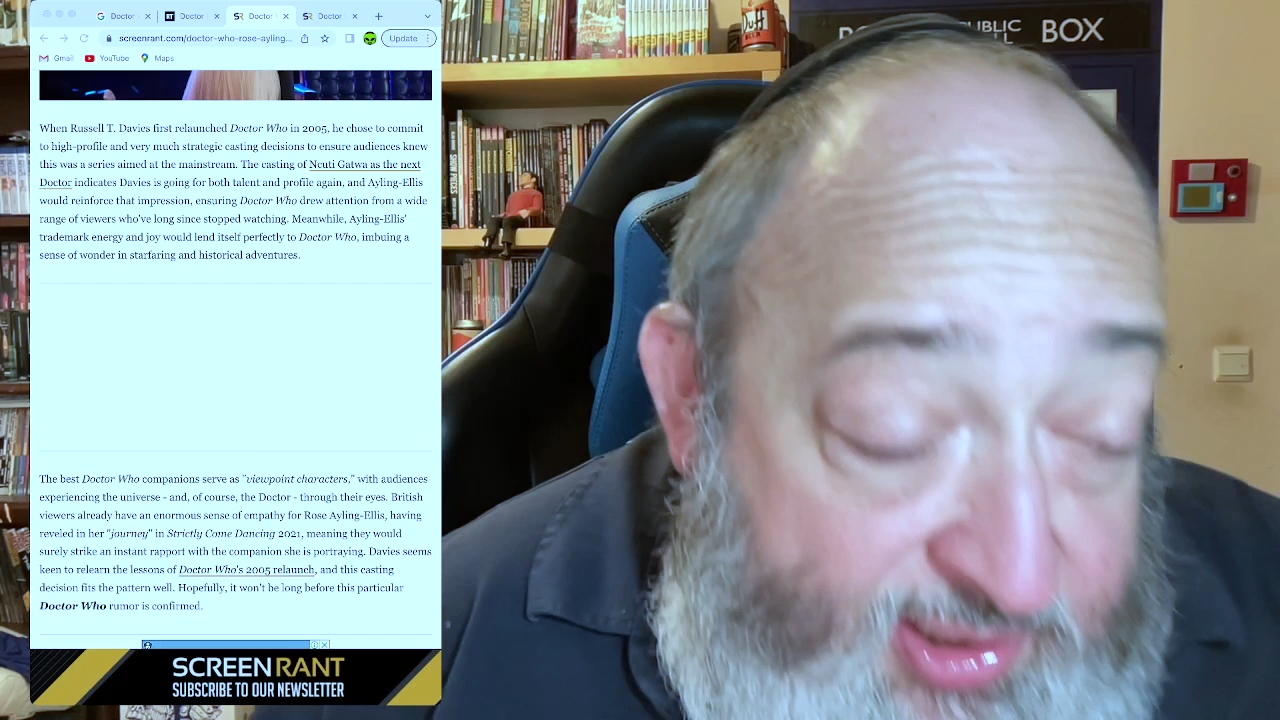 Doctor
Doctor
Doctor
Doctor
screenrant.com/doctor-who-rose-ayling...
Update
Gmail
YouTube
Maps
When Russell T. Davies first relaunched Doctor Who in 2005, he chose to commit
to high-profile and very much strategic casting decisions to ensure audiences knew
this was a series aimed at the mainstream. The casting of Ncuti Gatwa as the next
Doctor indicates Davies is going for both talent and profile again, and Ayling-Ellis
would reinforce that impression, ensuring Doctor Who drew attention from a wide
range of viewers who've long since stopped watching. Meanwhile, Ayling-Ellis'
trademark energy and joy would lend itself perfectly to Doctor Who, imbuing a
sense of wonder in starfaring and historical adventures.
The best Doctor Who companions serve as "viewpoint characters," with audiences
experiencing the universe - and, of course, the Doctor - through their eyes. British
viewers already have an enormous sense of empathy for Rose Ayling-Ellis, having
reveled in her "journey" in Strictly Come Dancing 2021, meaning they would
surely strike an instant rapport with the companion she is portraying. Davies seems
keen to relearn the lessons of Doctor Who's 2005 relaunch, and this casting
decision fits the pattern well. Hopefully, it won't be long before this particular
Doctor Who rumor is confirmed.
SCREENRANT
SUBSCRIBE TO OUR NEWSLETTER
Duff
BEER
BOX